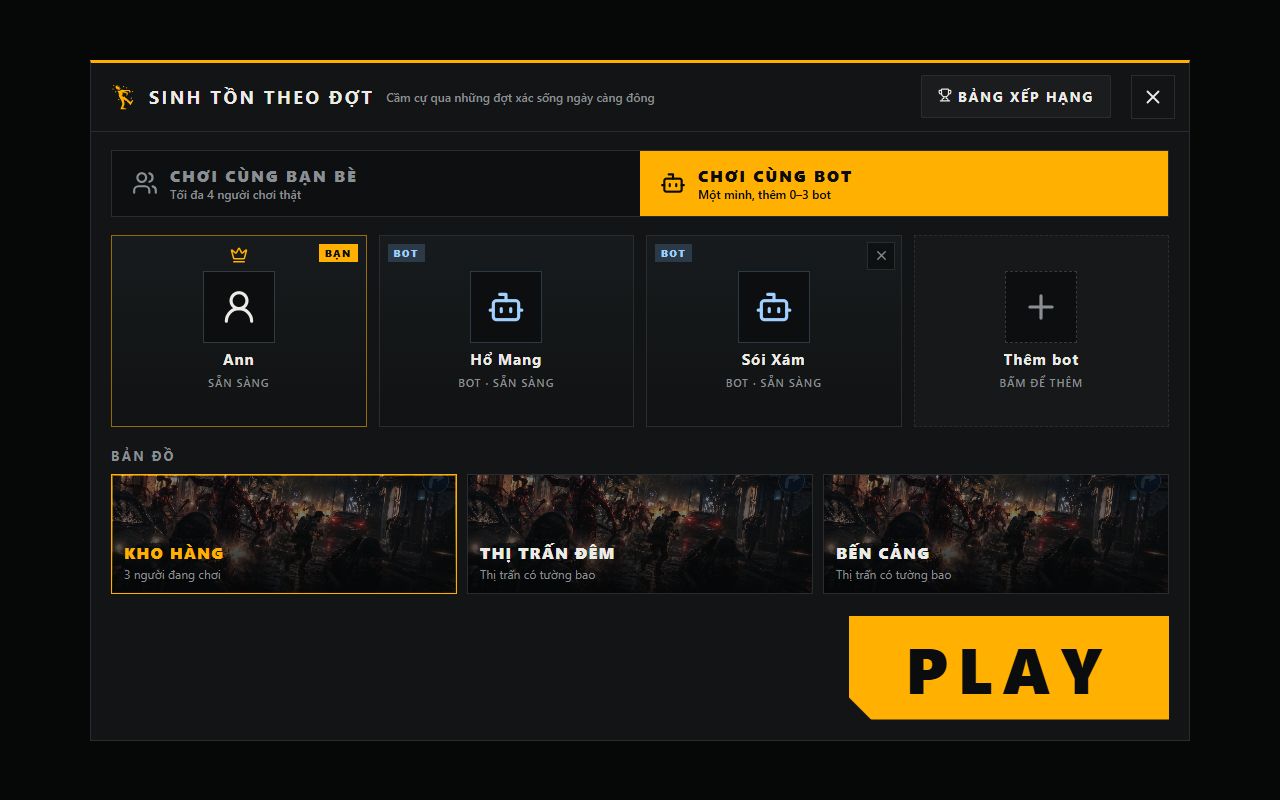 SINH TỒN THEO ĐỢT
Cầm cự qua những đợt xác sống ngày càng đông
BẢNG XẾP HẠNG
CHƠI CÙNG BẠN BÈ
Tối đa 4 người chơi thật
CHƠI CÙNG BOT
Một mình, thêm 0–3 bot
BẠN
Ann
SẴN SÀNG
BOT
Hổ Mang
BOT · SẴN SÀNG
BOT
Sói Xám
BOT · SẴN SÀNG
Thêm bot
BẤM ĐỂ THÊM
BẢN ĐỒ
KHO HÀNG
3 người đang chơi
THỊ TRẤN ĐÊM
Thị trấn có tường bao
BẾN CẢNG
Thị trấn có tường bao
PLAY